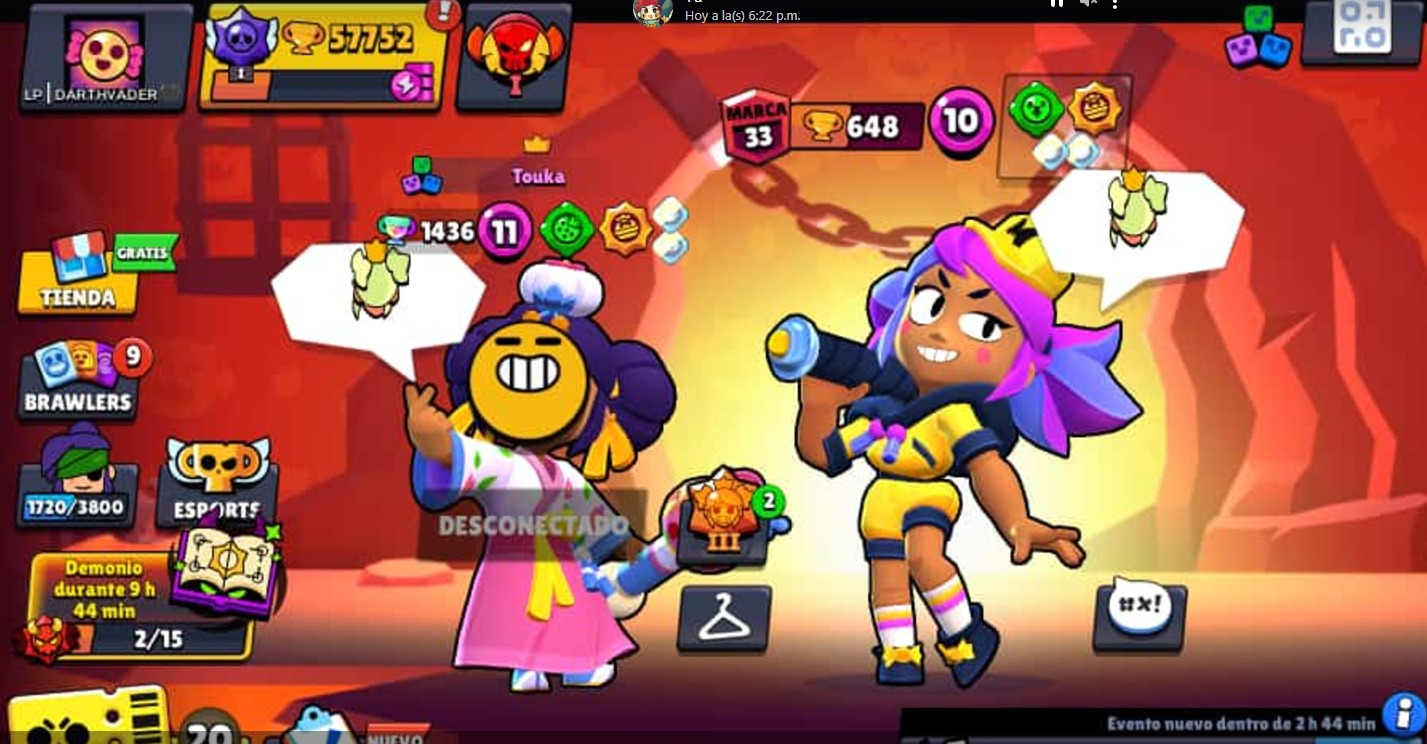 Hoy a la(s) 6:22 p.m.
LP | DARTHVADER
57752
MARCA
33
648
10
Touka
1436
11
GRATIS
TIENDA
9
BRAWLERS
1720/3800
ESPORTS
DESCONECTADO
2
III
#x!
Demonio
durante 9 h
44 min
2/15
20
NUEVO
Evento nuevo dentro de 2 h 44 min
i